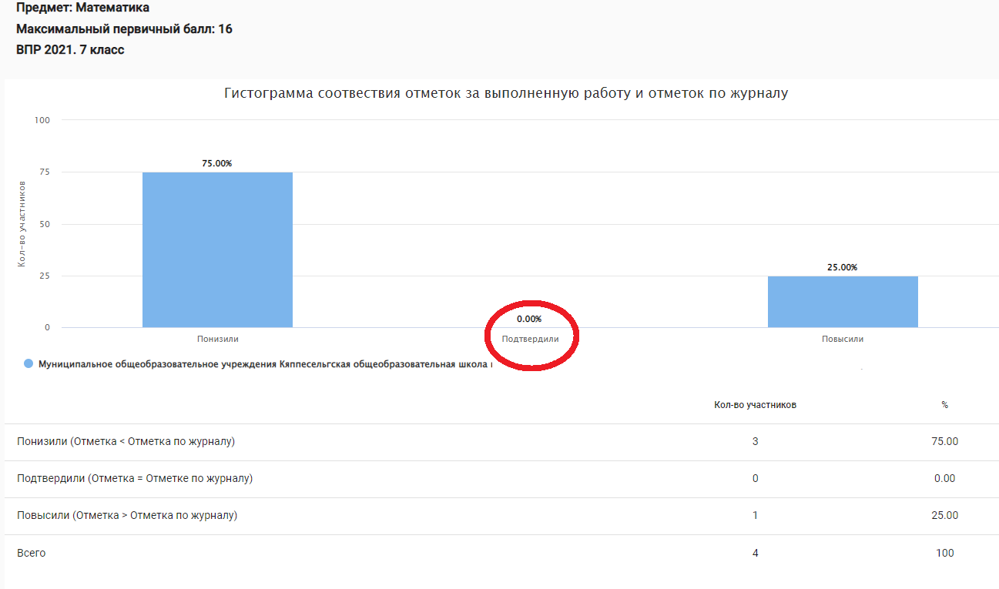 Предмет: Математика
Максимальный первичный балл: 16
ВПР 2021. 7 класс
Гистограмма соотвествия отметок за выполненную работу и отметок по журналу
Кол-во участников
100
75
50
25
0
75.00%
0.00%
25.00%
Понизили Подтвердили Повысили
Муниципальное общеобразовательное учреждения Кяппесельгская общеобразовательная школа
Кол-во участников %
Понизили (Отметка < Отметка по журналу) 3 75.00
Подтвердили (Отметка = Отметке по журналу) 0 0.00
Повысили (Отметка > Отметка по журналу) 1 25.00
Всего 4 100